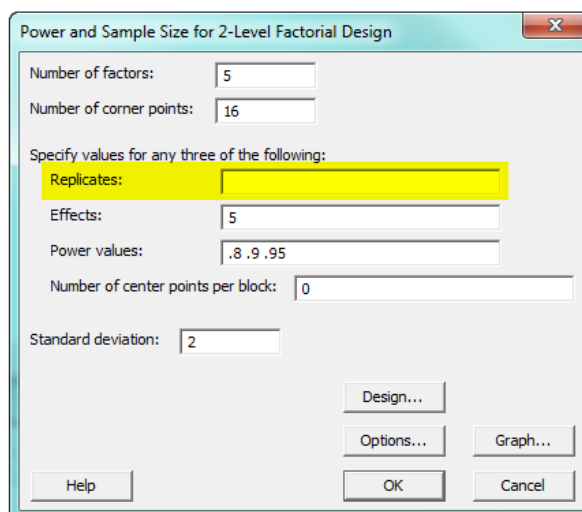 Power and Sample Size for 2-Level Factorial Design
Number of factors: 5
Number of corner points: 16
Specify values for any three of the following:
Replicates:
Effects: 5
Power values: .8 .9 .95
Number of center points per block: 0
Standard deviation: 2
Design...
Options... Graph...
Help OK Cancel